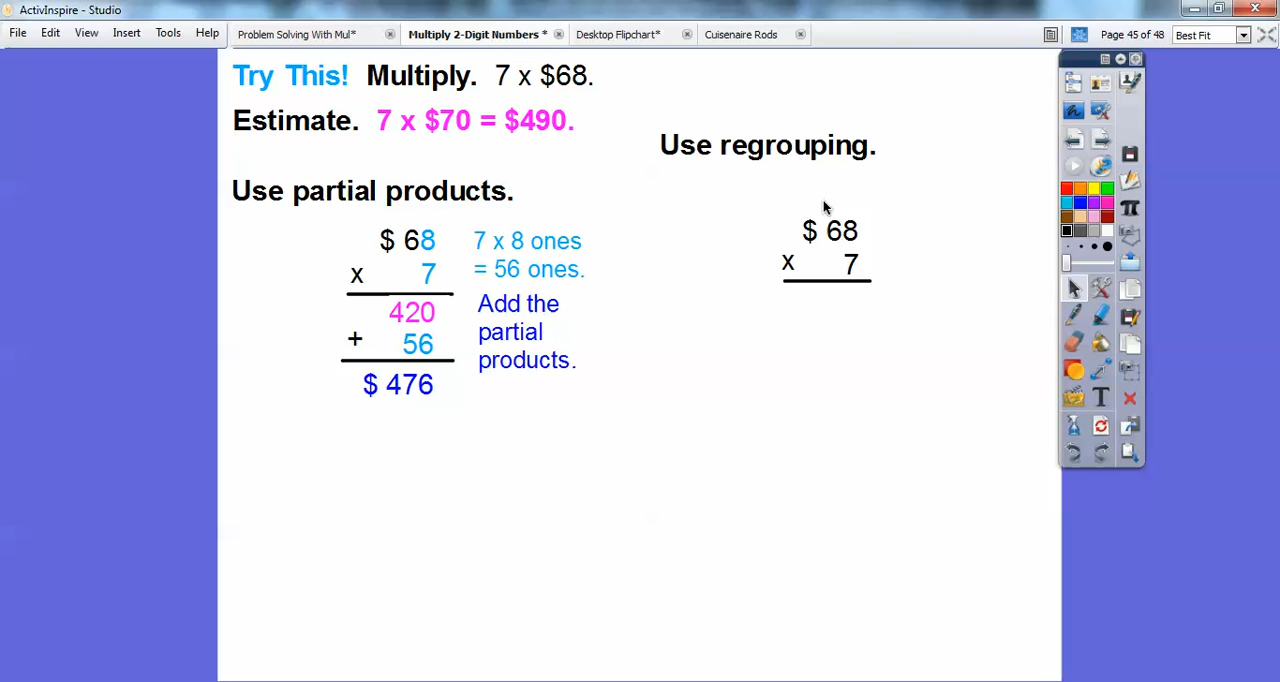 ActivInspire - Studio
File Edit View Insert Tools Help
Problem Solving With Mul* Multiply 2-Digit Numbers * Desktop Flipchart* Cuisenaire Rods
Page 45 of 48 Best Fit
Try This! Multiply. 7 x $68.
Estimate. 7 x $70 = $490.
Use regrouping.
Use partial products.
$ 68 7 x 8 ones
x 7 = 56 ones.
420 Add the
+ 56 partial
$ 476 products.
$ 68
x 7